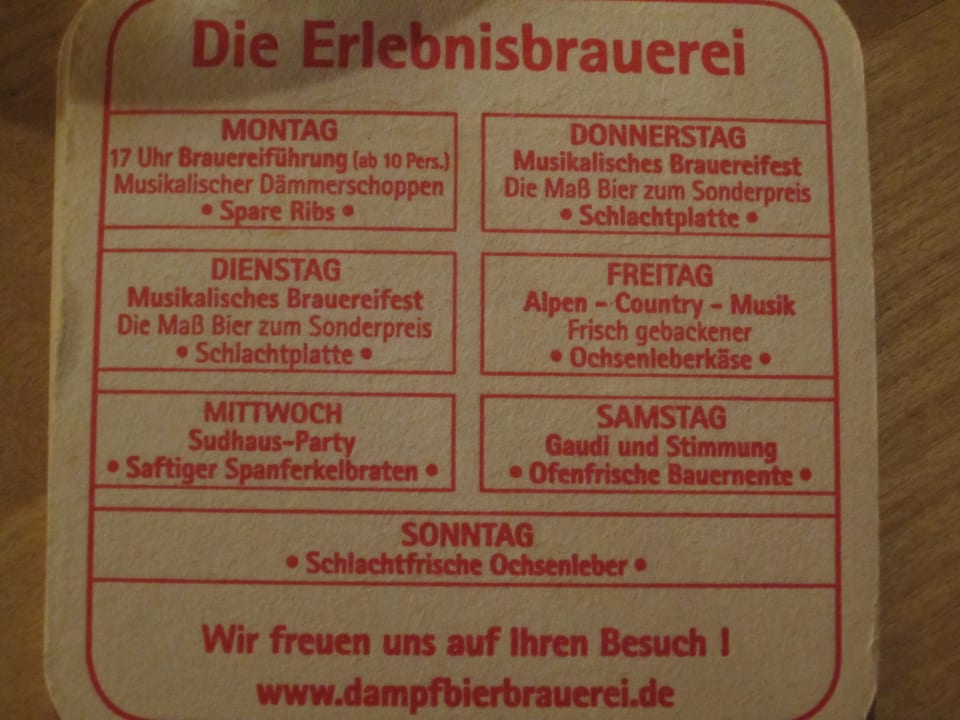 Die Erlebnisbrauerei
MONTAG
17 Uhr Brauereiführung (ab 10 Pers.)
Musikalischer Dämmerschoppen
• Spare Ribs •
DIENSTAG
Musikalisches Brauereifest
Die Maß Bier zum Sonderpreis
• Schlachtplatte •
MITTWOCH
Sudhaus-Party
• Saftiger Spanferkelbraten •
DONNERSTAG
Musikalisches Brauereifest
Die Maß Bier zum Sonderpreis
• Schlachtplatte •
FREITAG
Alpen - Country - Musik
Frisch gebackener
• Ochsenleberkäse •
SAMSTAG
Gaudi und Stimmung
• Ofenfrische Bauernente •
SONNTAG
• Schlachtfrische Ochsenleber •
Wir freuen uns auf Ihren Besuch !
www.dampfbierbrauerei.de